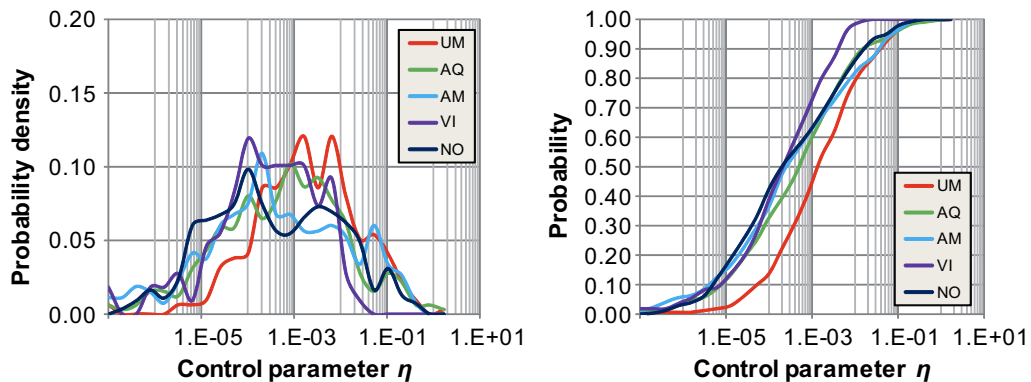 0.20
0.15
0.10
0.05
0.00
Probability density
UM
AQ
AM
VI
NO
1.E-05 1.E-03 1.E-01 1.E+01
Control parameter η
1.00
0.90
0.80
0.70
0.60
0.50
0.40
0.30
0.20
0.10
0.00
Probability
UM
AQ
AM
VI
NO
1.E-05 1.E-03 1.E-01 1.E+01
Control parameter η